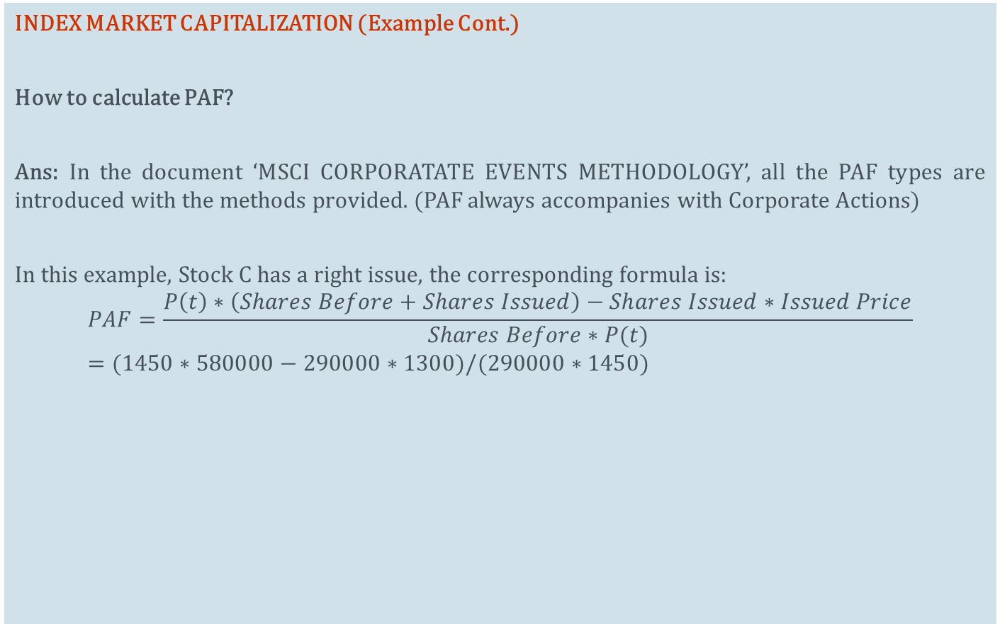 INDEX MARKET CAPITALIZATION (Example Cont.)
How to calculate PAF?
Ans: In the document ‘MSCI CORPORATATE EVENTS METHODOLOGY’, all the PAF types are
introduced with the methods provided. (PAF always accompanies with Corporate Actions)
In this example, Stock C has a right issue, the corresponding formula is:
P(t) ∗ (Shares Before + Shares Issued) − Shares Issued ∗ Issued Price
PAF =
Shares Before ∗ P(t)
= (1450 ∗ 580000 − 290000 ∗ 1300)/(290000 ∗ 1450)